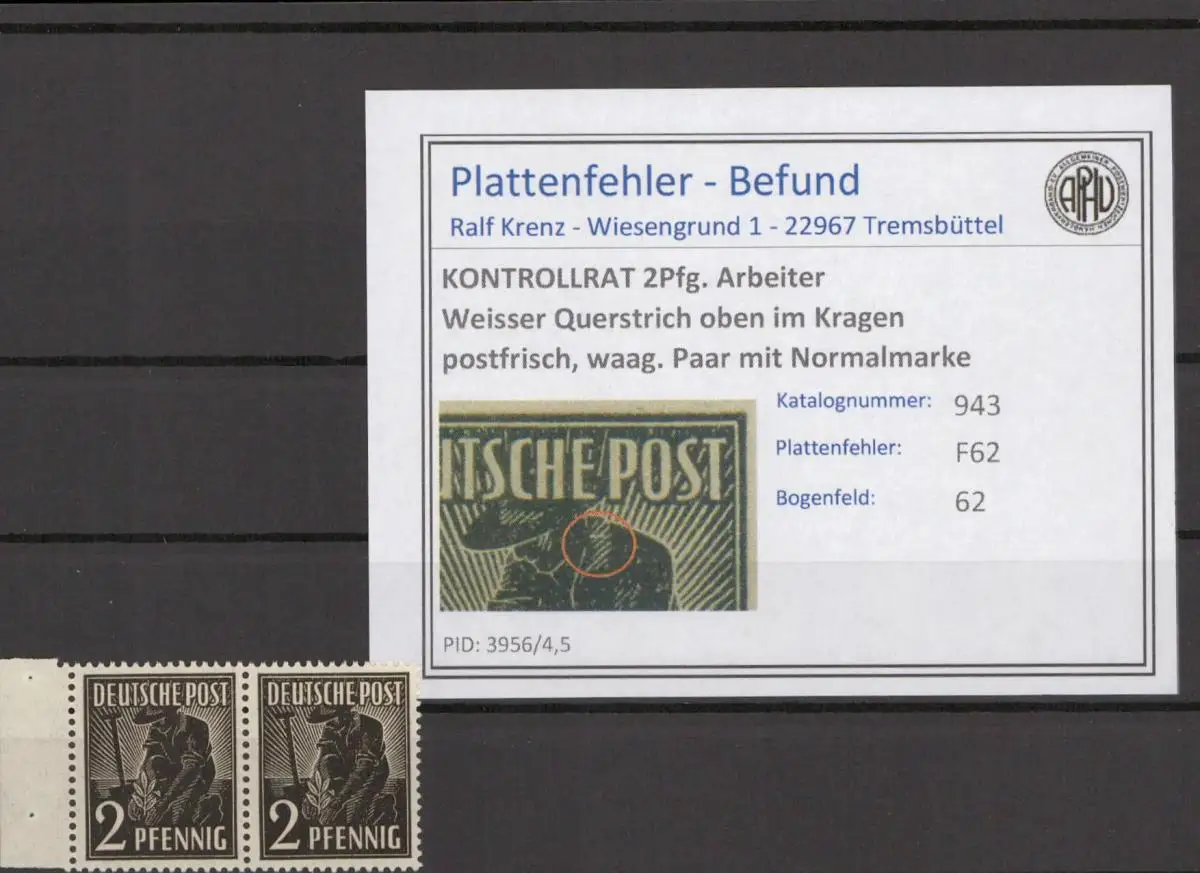 Plattenfehler - Befund
Ralf Krenz - Wiesengrund 1 - 22967 Tremsbüttel
APHV
KONTROLLRAT 2Pfg. Arbeiter
Weisser Querstrich oben im Kragen
postfrisch, waag. Paar mit Normalmarke
Katalognummer: 943
Plattenfehler: F62
Bogenfeld: 62
UTSCHE POST
PID: 3956/4,5
DEUTSCHE POST
2 PFENNIG
DEUTSCHE POST
2 PFENNIG